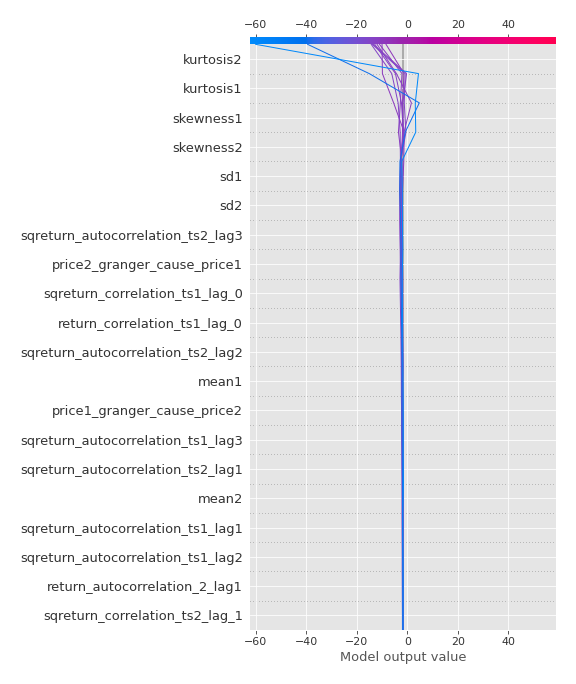 −60 −40 −20 0 20 40
kurtosis2
kurtosis1
skewness1
skewness2
sd1
sd2
sqreturn_autocorrelation_ts2_lag3
price2_granger_cause_price1
sqreturn_correlation_ts1_lag_0
return_correlation_ts1_lag_0
sqreturn_autocorrelation_ts2_lag2
mean1
price1_granger_cause_price2
sqreturn_autocorrelation_ts1_lag3
sqreturn_autocorrelation_ts2_lag1
mean2
sqreturn_autocorrelation_ts1_lag1
sqreturn_autocorrelation_ts1_lag2
return_autocorrelation_2_lag1
sqreturn_correlation_ts2_lag_1
−60 −40 −20 0 20 40
Model output value